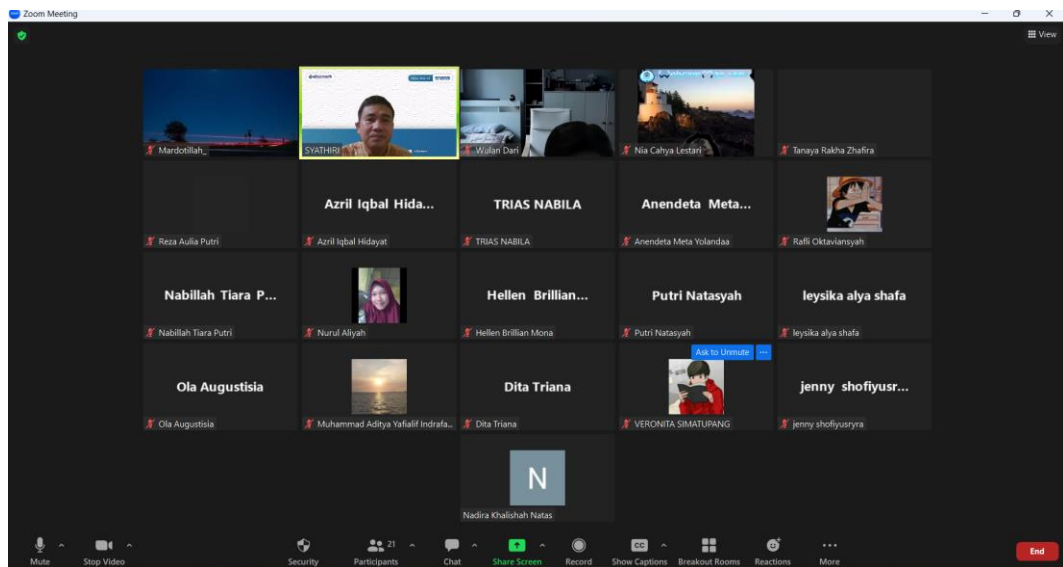 Zoom Meeting
View
Mardotillah_
SYATHIRI
Wulan Dari
Nia Cahya Lestari
Tanaya Rakha Zhafira
Reza Aulia Putri
Azril Iqbal Hida...
Azril Iqbal Hidayat
TRIAS NABILA
TRIAS NABILA
Anendeta Meta...
Anendeta Meta Yolandaa
Rafli Oktaviansyah
Nabillah Tiara P...
Nabillah Tiara Putri
Nurul Aliyah
Hellen Brillian...
Hellen Brillian Mona
Putri Natasyah
Putri Natasyah
leysika alya shafa
leysika alya shafa
Ola Augustisia
Ola Augustisia
Muhammad Aditya Yafialif Indrafa...
Dita Triana
Dita Triana
Ask to Unmute ...
VERONITA SIMATUPANG
jenny shofiyusr...
jenny shofiyusryra
N
Nadira Khalishah Natas
Mute
Stop Video
Security
Participants 21
Chat
Share Screen
Record
CC
Show Captions
Breakout Rooms
Reactions
More
End